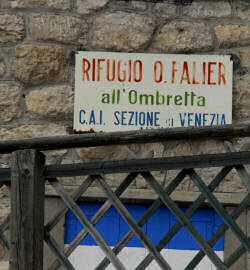 RIFUGIO O. FALIER
all'Ombretta
C.A.I. SEZIONE di VENEZIA